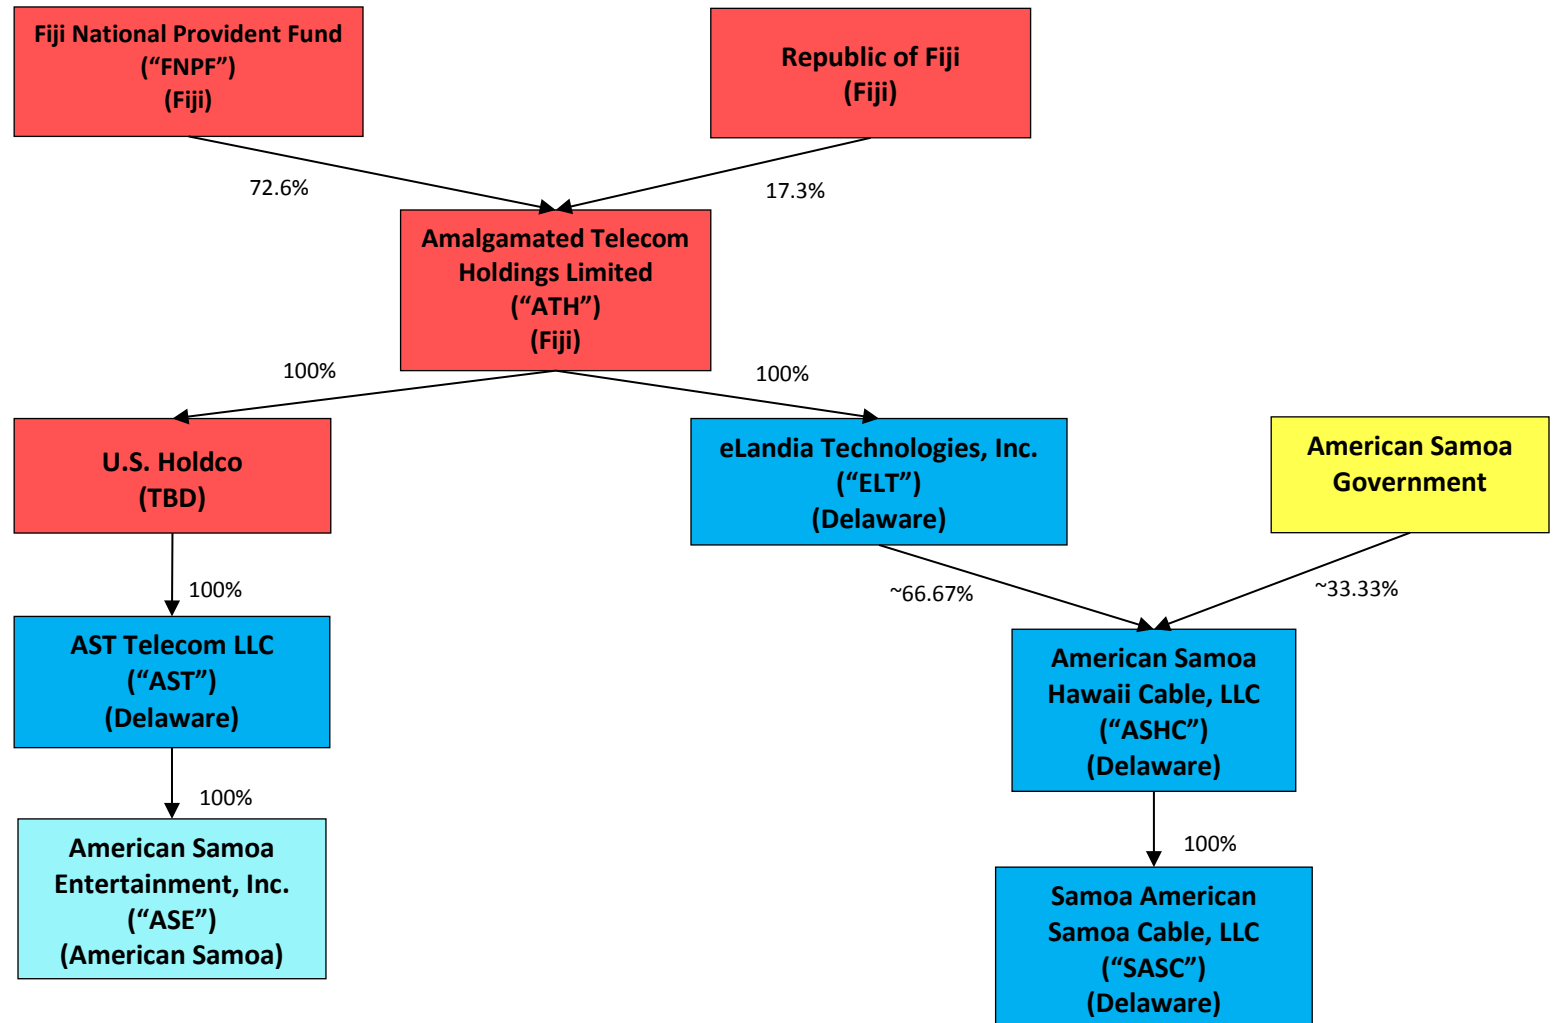 Fiji National Provident Fund
(“FNPF”)
(Fiji)
Republic of Fiji
(Fiji)
72.6%
17.3%
Amalgamated Telecom
Holdings Limited
(“ATH”)
(Fiji)
100%
100%
U.S. Holdco
(TBD)
eLandia Technologies, Inc.
(“ELT”)
(Delaware)
American Samoa
Government
100%
~66.67%
~33.33%
AST Telecom LLC
(“AST”)
(Delaware)
American Samoa
Hawaii Cable, LLC
(“ASHC”)
(Delaware)
100%
100%
American Samoa
Entertainment, Inc.
(“ASE”)
(American Samoa)
Samoa American
Samoa Cable, LLC
(“SASC”)
(Delaware)